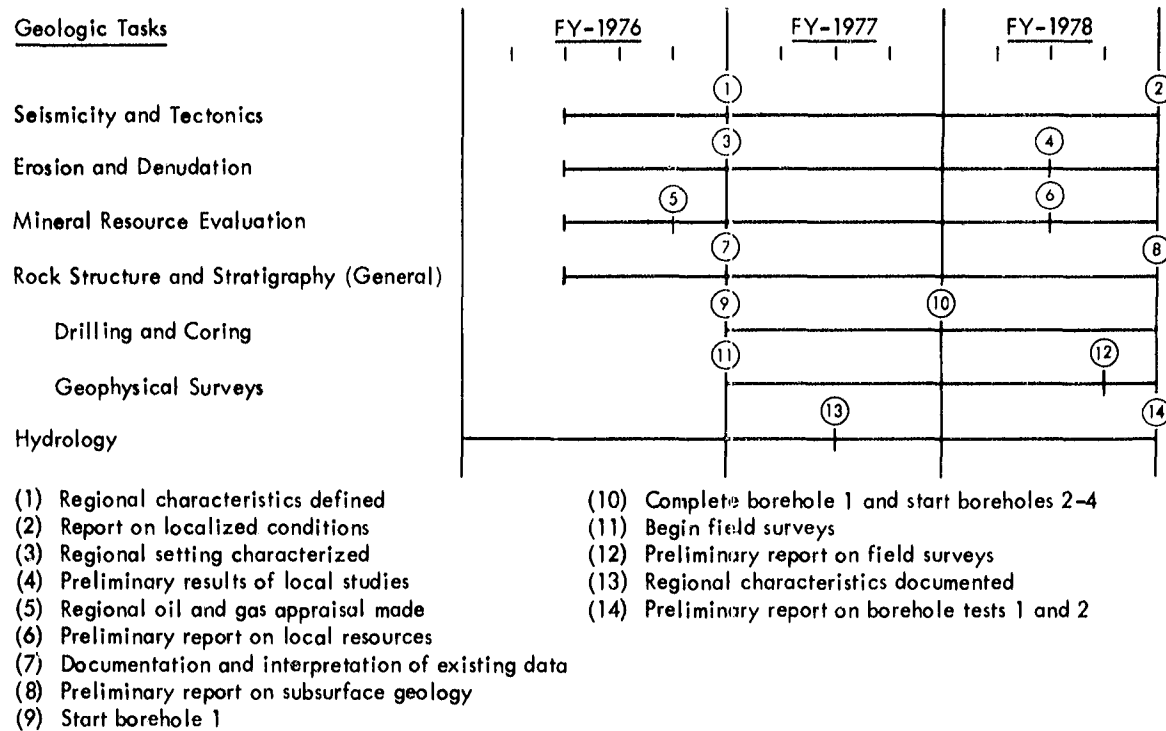 Geologic Tasks
FY-1976 FY-1977 FY-1978
1 2
Seismicity and Tectonics
3 4
Erosion and Denudation
5 6
Mineral Resource Evaluation
7 8
Rock Structure and Stratigraphy (General)
9 10
Drilling and Coring
11 12
Geophysical Surveys
13 14
Hydrology
(1) Regional characteristics defined
(2) Report on localized conditions
(3) Regional setting characterized
(4) Preliminary results of local studies
(5) Regional oil and gas appraisal made
(6) Preliminary report on local resources
(7) Documentation and interpretation of existing data
(8) Preliminary report on subsurface geology
(9) Start borehole 1
(10) Complete borehole 1 and start boreholes 2-4
(11) Begin field surveys
(12) Preliminary report on field surveys
(13) Regional characteristics documented
(14) Preliminary report on borehole tests 1 and 2